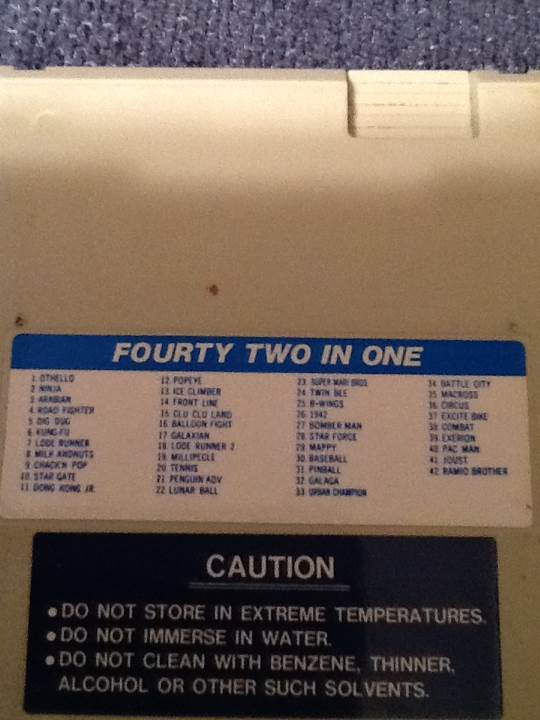 FOURTY TWO IN ONE
1. OTHELLO
2 NINJA
3 ARABIAN
4 ROAD FIGHTER
5 DIG DUG
6 KUNG-FU
7 LODE RUNNER
8 MILK ANDNUTS
9 CHACK'N POP
10 STAR GATE
11 DONG KONG JR
12 POPEYE
13 ICE CLIMBER
14 FRONT LINE
15 CLU CLU LAND
16 BALLOON FIGHT
17 GALAXIAN
18 LODE RUNNER 2
19 MILLIPECLE
20 TENNIS
21 PENGUIN ADV
22 LUNAR BALL
23 SUPER MARI BROS
24 TWIN BEE
25 B-WINGS
26 1942
27 BOMBER MAN
28 STAR FORCE
29 MAPPY
30 BASEBALL
31 PINBALL
32 GALAGA
33 URBAN CHAMPION
34 BATTLE CITY
35 MACROSS
36 CIRCUS
37 EXCITE BIKE
38 COMBAT
39 EXERION
40 PAC MAN
41 JOUST
42 MARIO BROTHER
CAUTION
● DO NOT STORE IN EXTREME TEMPERATURES.
● DO NOT IMMERSE IN WATER.
● DO NOT CLEAN WITH BENZENE, THINNER,
ALCOHOL OR OTHER SUCH SOLVENTS.